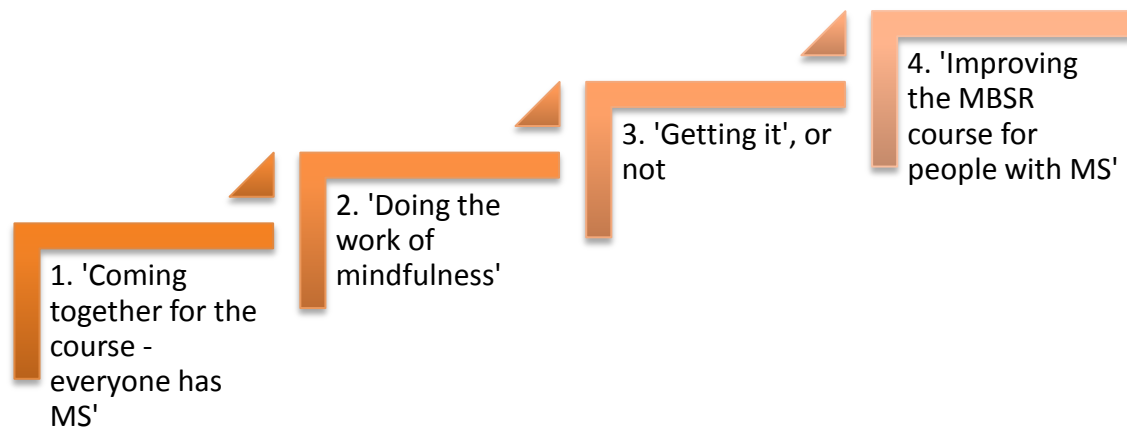 1. 'Coming
together for the
course -
everyone has
MS'
2. 'Doing the
work of
mindfulness'
3. 'Getting it', or
not
4. 'Improving
the MBSR
course for
people with MS'